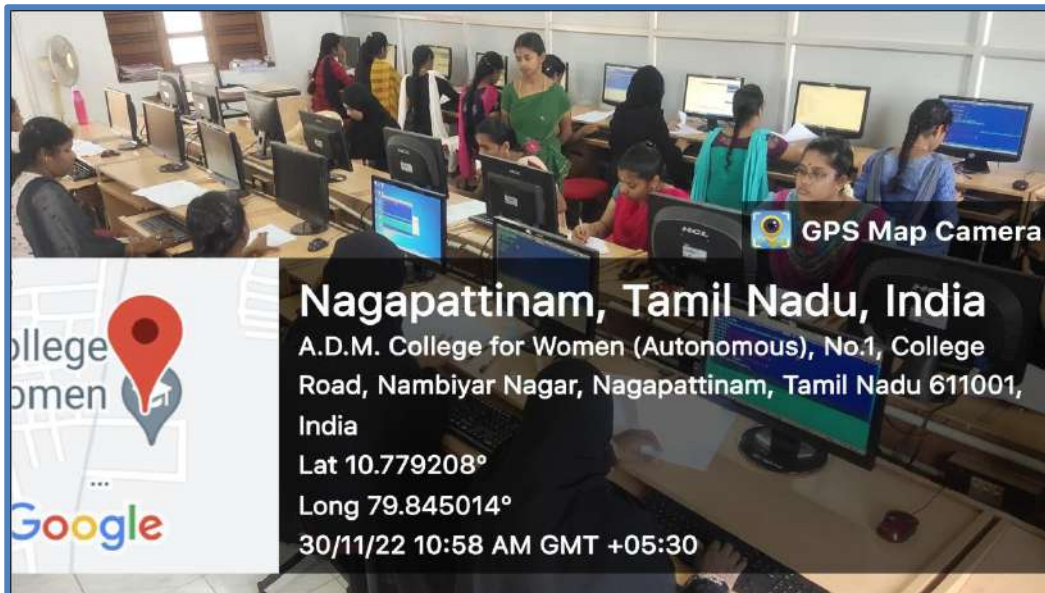 HCL
GPS Map Camera
Nagapattinam, Tamil Nadu, India
A.D.M. College for Women (Autonomous), No.1, College
Road, Nambiyar Nagar, Nagapattinam, Tamil Nadu 611001,
India
Lat 10.779208°
Long 79.845014°
30/11/22 10:58 AM GMT +05:30
ollege
omen
...
Google